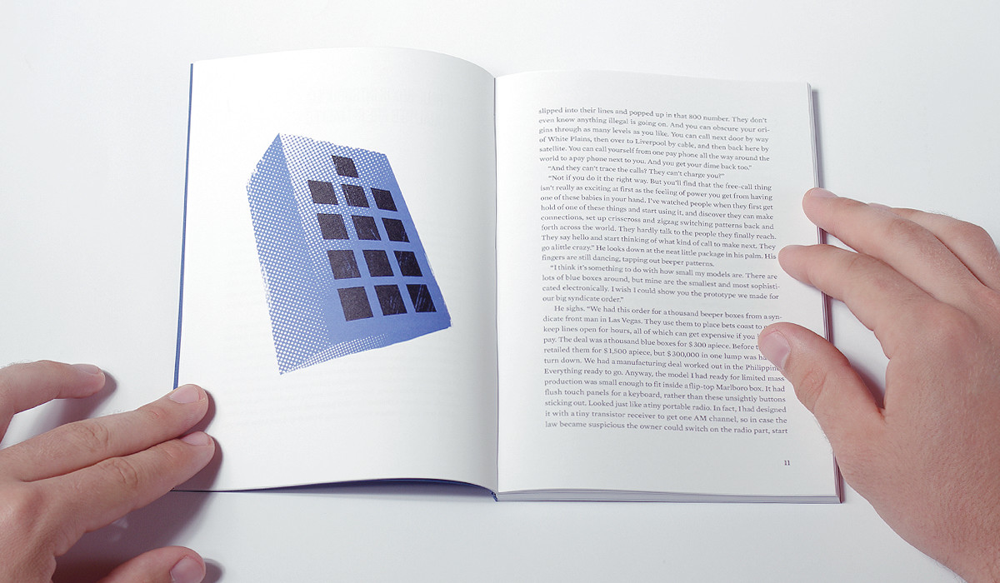 slipped into their lines and popped up in that 800 number. They don't
even know anything illegal is going on. And you can obscure your ori-
gins through as many levels as you like. You can call next door by way
of White Plains, then over to Liverpool by cable, and then back here by
satellite. You can call yourself from one pay phone all the way around the
world to a pay phone next to you. And you get your dime back too."
"And they can't trace the calls? They can't charge you?"
"Not if you do it the right way. But you'll find that the free-call thing
isn't really as exciting at first as the feeling of power you get from having
one of these babies in your hand. I've watched people when they first get
hold of one of these things and start using it, and discover they can make
connections, set up crisscross and zigzag switching patterns back and
forth across the world. They hardly talk to the people they finally reach.
They say hello and start thinking of what kind of call to make next. They
go a little crazy." He looks down at the neat little package in his palm. His
fingers are still dancing, tapping out beeper patterns.
"I think it's something to do with how small my models are. There are
lots of blue boxes around, but mine are the smallest and most sophisti-
cated electronically. I wish I could show you the prototype we made for
our big syndicate order."
He sighs. "We had this order for a thousand beeper boxes from a syn-
dicate front man in Las Vegas. They use them to place bets coast to
keep lines open for hours, all of which can get expensive if you
pay. The deal was a thousand blue boxes for $300 apiece. Before
retailed them for $1,500 apiece, but $300,000 in one lump was
turn down. We had a manufacturing deal worked out in the
Everything ready to go. Anyway, the model I had ready for limited mass
production was small enough to fit inside a flip-top Marlboro box. It had
flush touch panels for a keyboard, rather than these unsightly buttons
sticking out. Looked just like a tiny portable radio. In fact, I had designed
it with a tiny transistor receiver to get one AM channel, so in case the
law became suspicious the owner could switch on the radio part, start
11